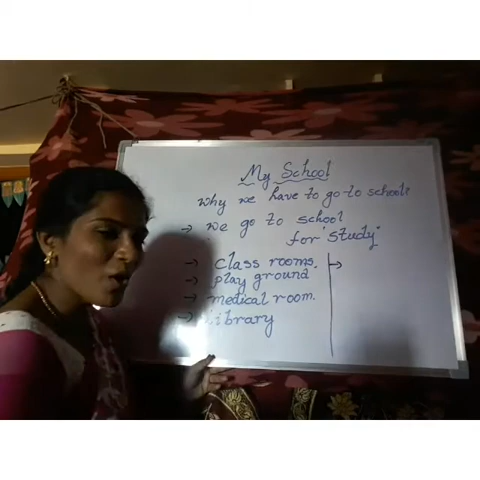 My School
Why we have to go-to school?
→ we go to school
for "study"
→ class rooms. →
→ play ground
→ medical room.
→ Library